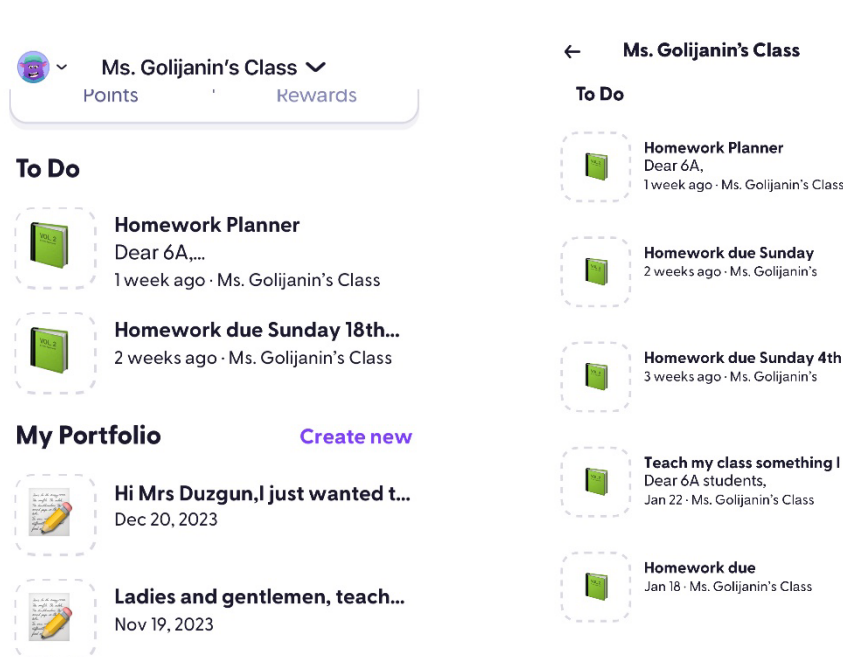 Ms. Golijanin's Class
Points
Rewards
To Do
Homework Planner
Dear 6A,...
1 week ago · Ms. Golijanin's Class
Homework due Sunday 18th...
2 weeks ago · Ms. Golijanin's Class
My Portfolio
Create new
Hi Mrs Duzgun,I just wanted t...
Dec 20, 2023
Ladies and gentlemen, teach...
Nov 19, 2023
Ms. Golijanin's Class
To Do
Homework Planner
Dear 6A,
1 week ago · Ms. Golijanin's Class
Homework due Sunday
2 weeks ago · Ms. Golijanin's
Homework due Sunday 4th
3 weeks ago · Ms. Golijanin's
Teach my class something I
Dear 6A students,
Jan 22 · Ms. Golijanin's Class
Homework due
Jan 18 · Ms. Golijanin's Class